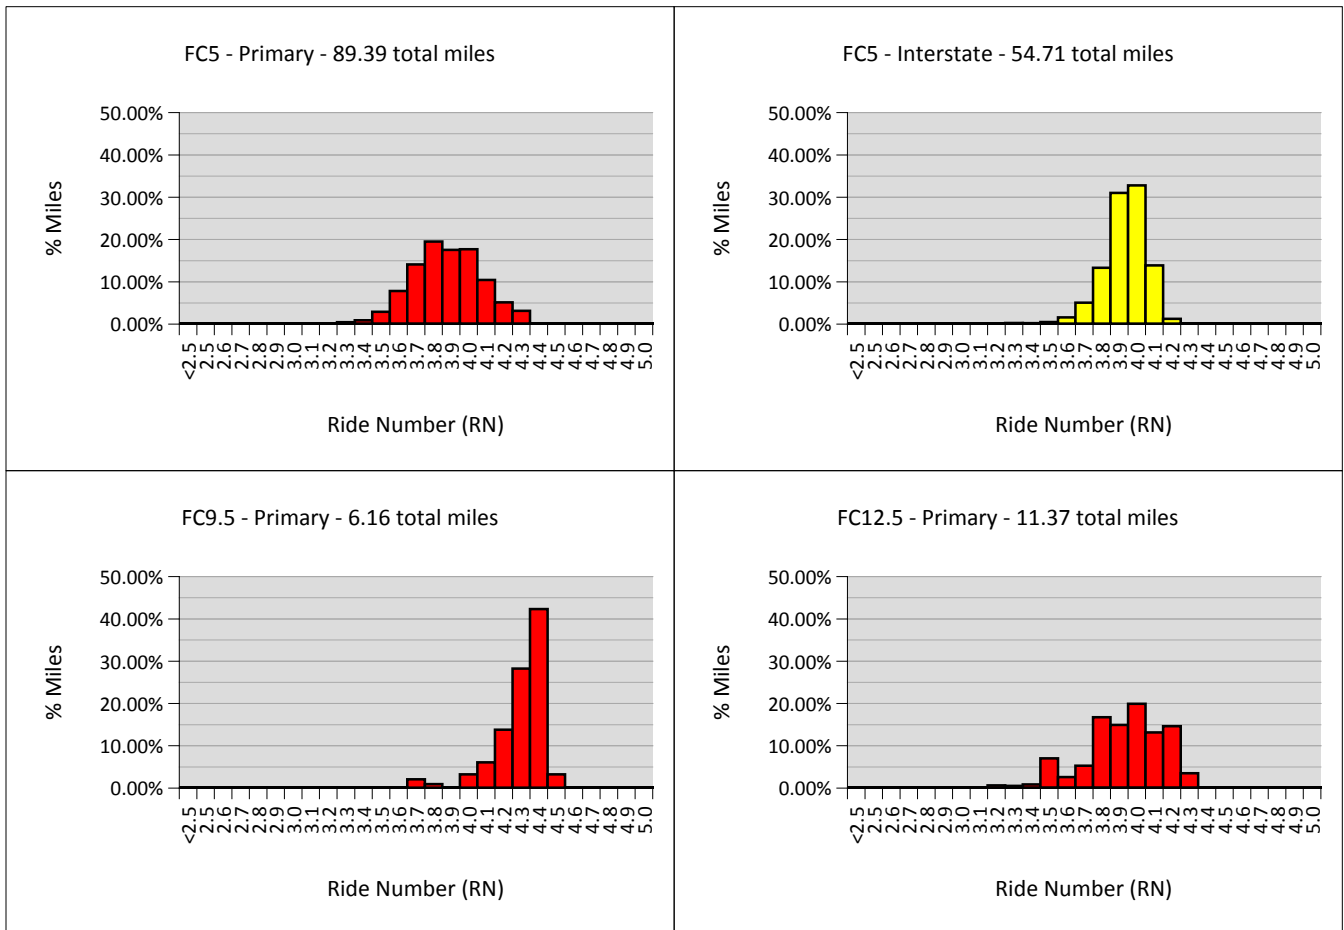 FC5 - Primary - 89.39 total miles
50.00%
40.00%
30.00%
20.00%
10.00%
0.00%
% Miles
<2.5 2.5 2.6 2.7 2.8 2.9 3.0 3.1 3.2 3.3 3.4 3.5 3.6 3.7 3.8 3.9 4.0 4.1 4.2 4.3 4.4 4.5 4.6 4.7 4.8 4.9 5.0
Ride Number (RN)
FC5 - Interstate - 54.71 total miles
50.00%
40.00%
30.00%
20.00%
10.00%
0.00%
% Miles
<2.5 2.5 2.6 2.7 2.8 2.9 3.0 3.1 3.2 3.3 3.4 3.5 3.6 3.7 3.8 3.9 4.0 4.1 4.2 4.3 4.4 4.5 4.6 4.7 4.8 4.9 5.0
Ride Number (RN)
FC9.5 - Primary - 6.16 total miles
50.00%
40.00%
30.00%
20.00%
10.00%
0.00%
% Miles
<2.5 2.5 2.6 2.7 2.8 2.9 3.0 3.1 3.2 3.3 3.4 3.5 3.6 3.7 3.8 3.9 4.0 4.1 4.2 4.3 4.4 4.5 4.6 4.7 4.8 4.9 5.0
Ride Number (RN)
FC12.5 - Primary - 11.37 total miles
50.00%
40.00%
30.00%
20.00%
10.00%
0.00%
% Miles
<2.5 2.5 2.6 2.7 2.8 2.9 3.0 3.1 3.2 3.3 3.4 3.5 3.6 3.7 3.8 3.9 4.0 4.1 4.2 4.3 4.4 4.5 4.6 4.7 4.8 4.9 5.0
Ride Number (RN)